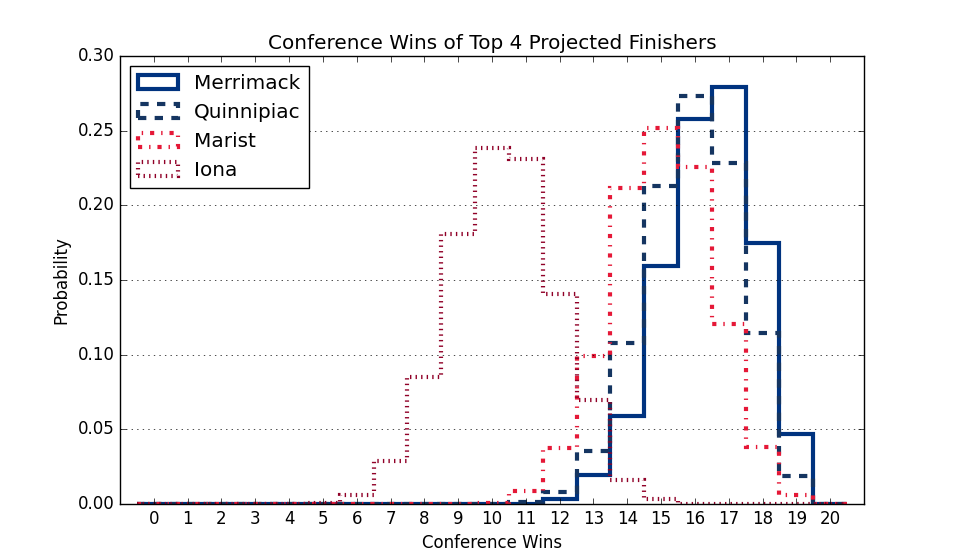 Conference Wins of Top 4 Projected Finishers
Merrimack
Quinnipiac
Marist
Iona
Probability
0.30
0.25
0.20
0.15
0.10
0.05
0.00
0 1 2 3 4 5 6 7 8 9 10 11 12 13 14 15 16 17 18 19 20
Conference Wins